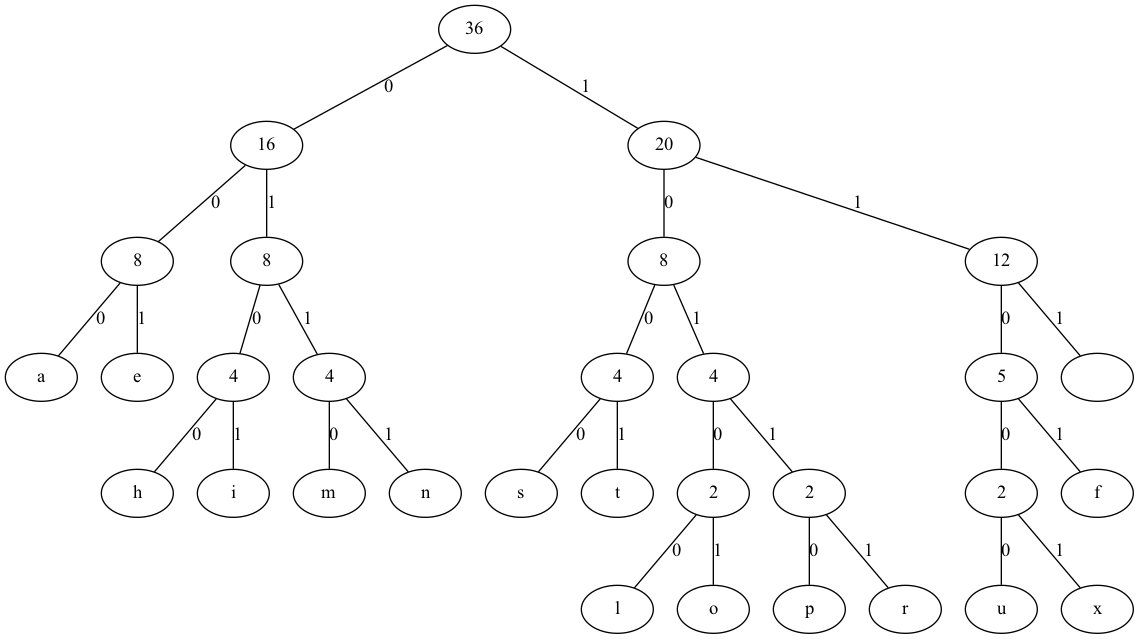 36
0 1
16 20
0 1 0 1
8 8 8 12
0 1 0 1 0 1 0 1
a e 4 4 4 4 5
0 1 0 1 0 1 0 1 0 1
h i m n s t 2 2 2 f
0 1 0 1 0 1
l o p r u x